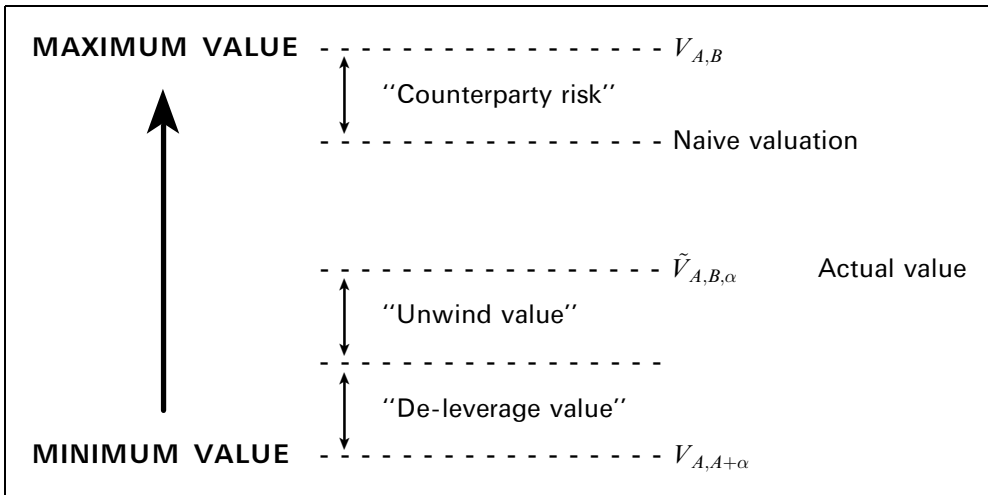 MAXIMUM VALUE V_{A,B}
"Counterparty risk"
Naive valuation
Ṽ_{A,B,α} Actual value
"Unwind value"
"De-leverage value"
MINIMUM VALUE V_{A,A+α}